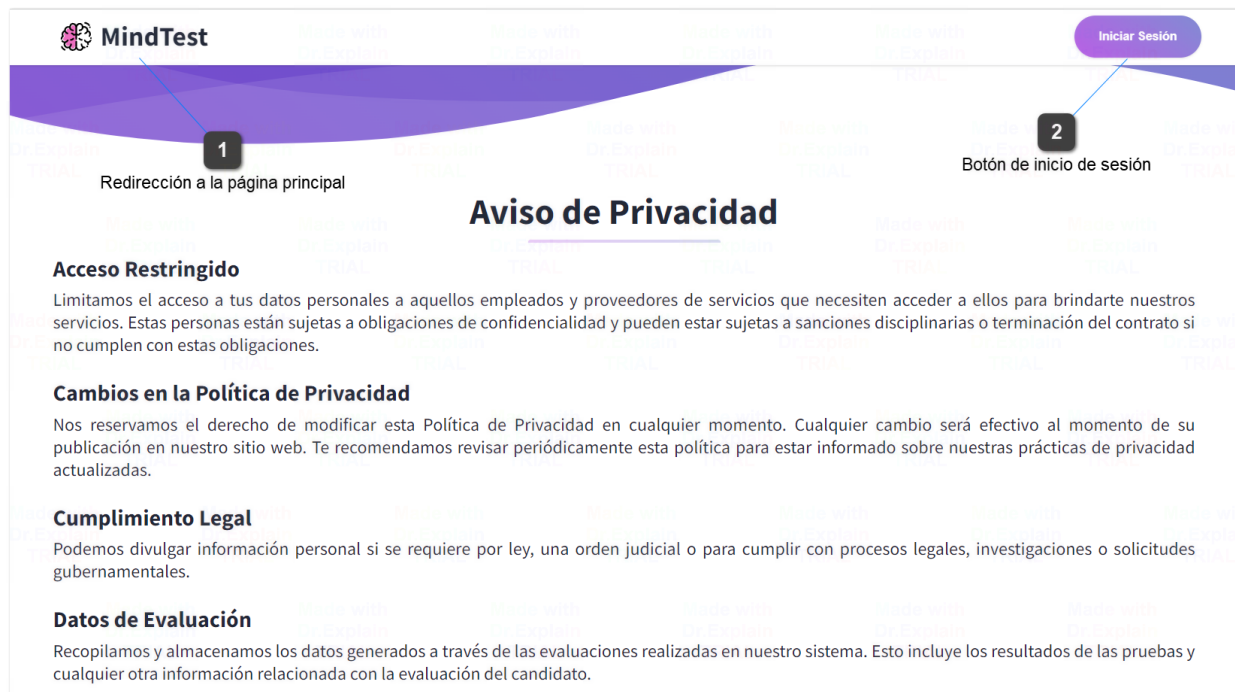 MindTest
Iniciar Sesión
1
Redirección a la página principal
2
Botón de inicio de sesión
Aviso de Privacidad
Acceso Restringido
Limitamos el acceso a tus datos personales a aquellos empleados y proveedores de servicios que necesiten acceder a ellos para brindarte nuestros
servicios. Estas personas están sujetas a obligaciones de confidencialidad y pueden estar sujetas a sanciones disciplinarias o terminación del contrato si
no cumplen con estas obligaciones.
Cambios en la Política de Privacidad
Nos reservamos el derecho de modificar esta Política de Privacidad en cualquier momento. Cualquier cambio será efectivo al momento de su
publicación en nuestro sitio web. Te recomendamos revisar periódicamente esta política para estar informado sobre nuestras prácticas de privacidad
actualizadas.
Cumplimiento Legal
Podemos divulgar información personal si se requiere por ley, una orden judicial o para cumplir con procesos legales, investigaciones o solicitudes
gubernamentales.
Datos de Evaluación
Recopilamos y almacenamos los datos generados a través de las evaluaciones realizadas en nuestro sistema. Esto incluye los resultados de las pruebas y
cualquier otra información relacionada con la evaluación del candidato.
Made with
Dr.Explain
TRIAL